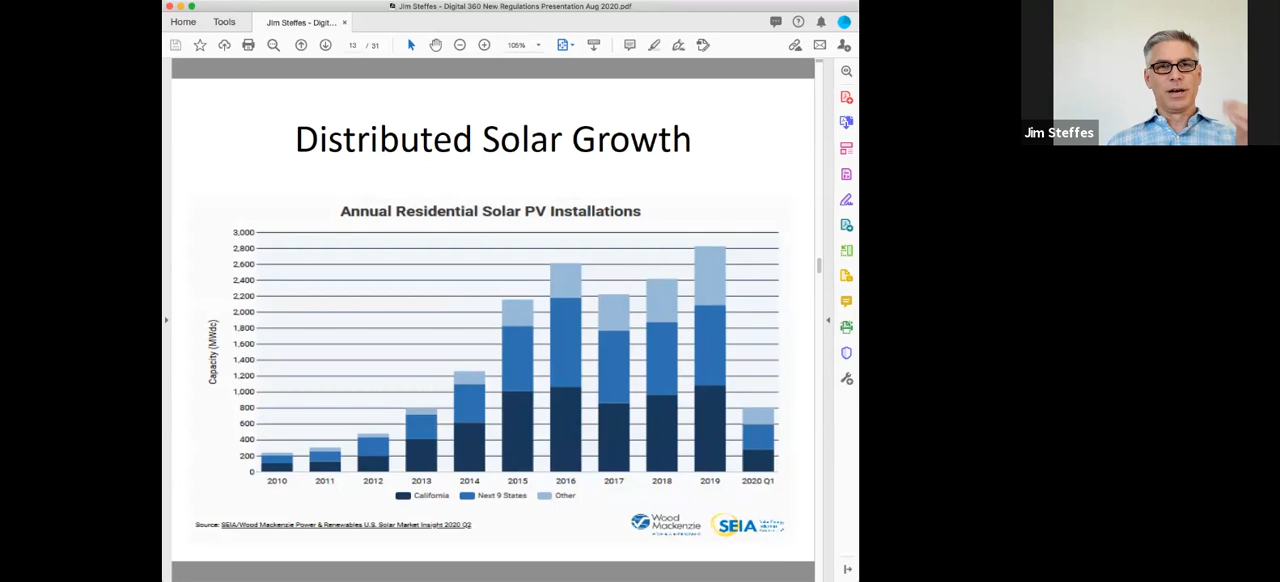 Jim Steffes - Digital 360 New Regulations Presentation Aug 2020.pdf
Home
Tools
Jim Steffes - Digit... ×
13 / 31
105%
Distributed Solar Growth
Annual Residential Solar PV Installations
3,000
2,800
2,600
2,400
2,200
2,000
1,800
1,600
1,400
1,200
1,000
800
600
400
200
0
Capacity (MWdc)
2010 2011 2012 2013 2014 2015 2016 2017 2018 2019 2020 Q1
California Next 9 States Other
Source: SEIA/Wood Mackenzie Power & Renewables U.S. Solar Market Insight 2020 Q2
Wood
Mackenzie
SEIA
Jim Steffes